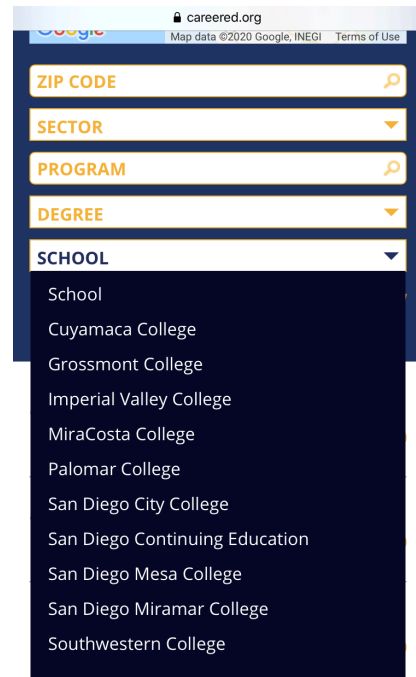 careered.org
Google
Map data ©2020 Google, INEGI Terms of Use
ZIP CODE
SECTOR
PROGRAM
DEGREE
SCHOOL
School
Cuyamaca College
Grossmont College
Imperial Valley College
MiraCosta College
Palomar College
San Diego City College
San Diego Continuing Education
San Diego Mesa College
San Diego Miramar College
Southwestern College